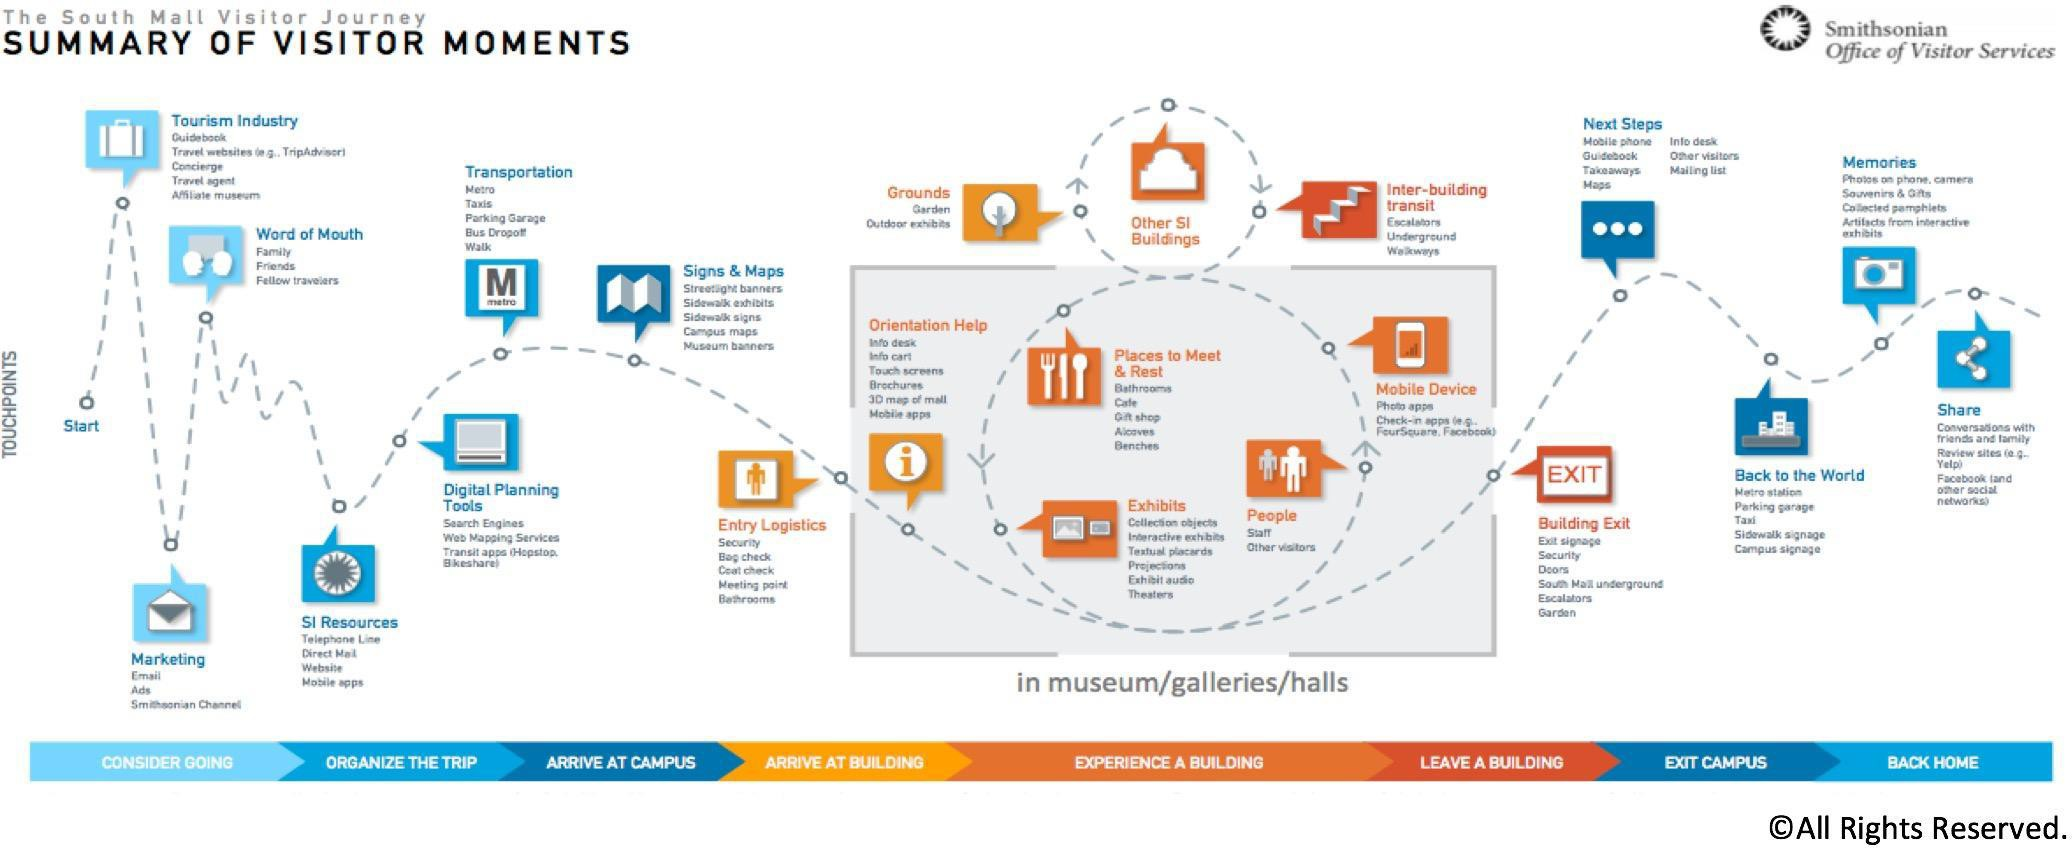 The South Mall Visitor Journey
SUMMARY OF VISITOR MOMENTS
Smithsonian
Office of Visitor Services
TOUCHPOINTS
Start
Tourism Industry
Guidebook
Travel websites (e.g., TripAdvisor)
Concierge
Travel agent
Affiliate museum
Word of Mouth
Family
Friends
Fellow travelers
Marketing
Email
Ads
Smithsonian Channel
SI Resources
Telephone Line
Direct Mail
Website
Mobile apps
Digital Planning
Tools
Search Engines
Web Mapping Services
Transit apps (Hopstop,
Bikeshare)
Transportation
Metro
Taxis
Parking Garage
Bus Dropoff
Walk
M
metro
Signs & Maps
Streetlight banners
Sidewalk exhibits
Sidewalk signs
Campus maps
Museum banners
Entry Logistics
Security
Bag check
Coat check
Meeting point
Bathrooms
Grounds
Garden
Outdoor exhibits
Other SI
Buildings
Inter-building
transit
Escalators
Underground
Walkways
Orientation Help
Info desk
Info cart
Touch screens
Brochures
3D map of mall
Mobile apps
i
Places to Meet
& Rest
Bathrooms
Cafe
Gift shop
Alcoves
Benches
Mobile Device
Photo apps
Check-in apps (e.g.,
FourSquare, Facebook)
Exhibits
Collection objects
Interactive exhibits
Textual placards
Projections
Exhibit audio
Theaters
People
Staff
Other visitors
in museum/galleries/halls
EXIT
Building Exit
Exit signage
Security
Doors
South Mall underground
Escalators
Garden
Next Steps
Mobile phone
Guidebook
Takeaways
Maps
Info desk
Other visitors
Mailing list
Back to the World
Metro station
Parking garage
Taxi
Sidewalk signage
Campus signage
Memories
Photos on phone, camera
Souvenirs & Gifts
Collected pamphlets
Artifacts from interactive
exhibits
Share
Conversations with
friends and family
Review sites (e.g.,
Yelp)
Facebook (and
other social
networks)
CONSIDER GOING
ORGANIZE THE TRIP
ARRIVE AT CAMPUS
ARRIVE AT BUILDING
EXPERIENCE A BUILDING
LEAVE A BUILDING
EXIT CAMPUS
BACK HOME
©All Rights Reserved.